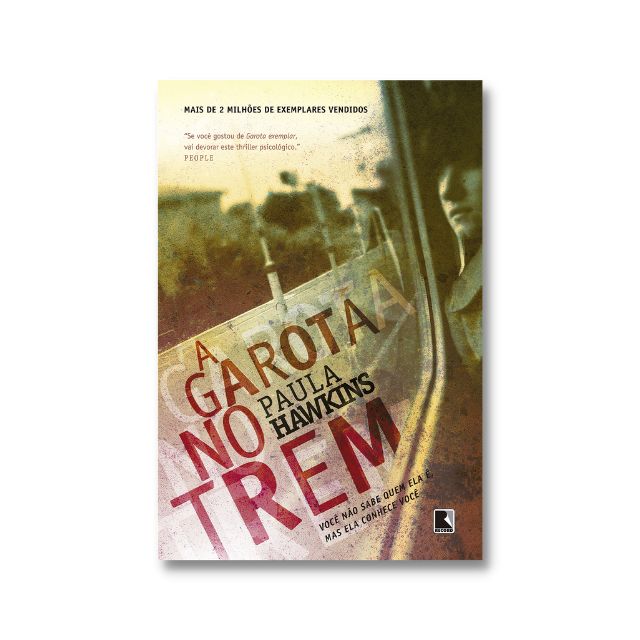 MAIS DE 2 MILHÕES DE EXEMPLARES VENDIDOS
"Se você gostou de Garota exemplar,
vai devorar este thriller psicológico."
PEOPLE
A
GAROTA
NO
TREM
PAULA
HAWKINS
VOCÊ NÃO SABE QUEM ELA É,
MAS ELA CONHECE VOCÊ
R
RECORD